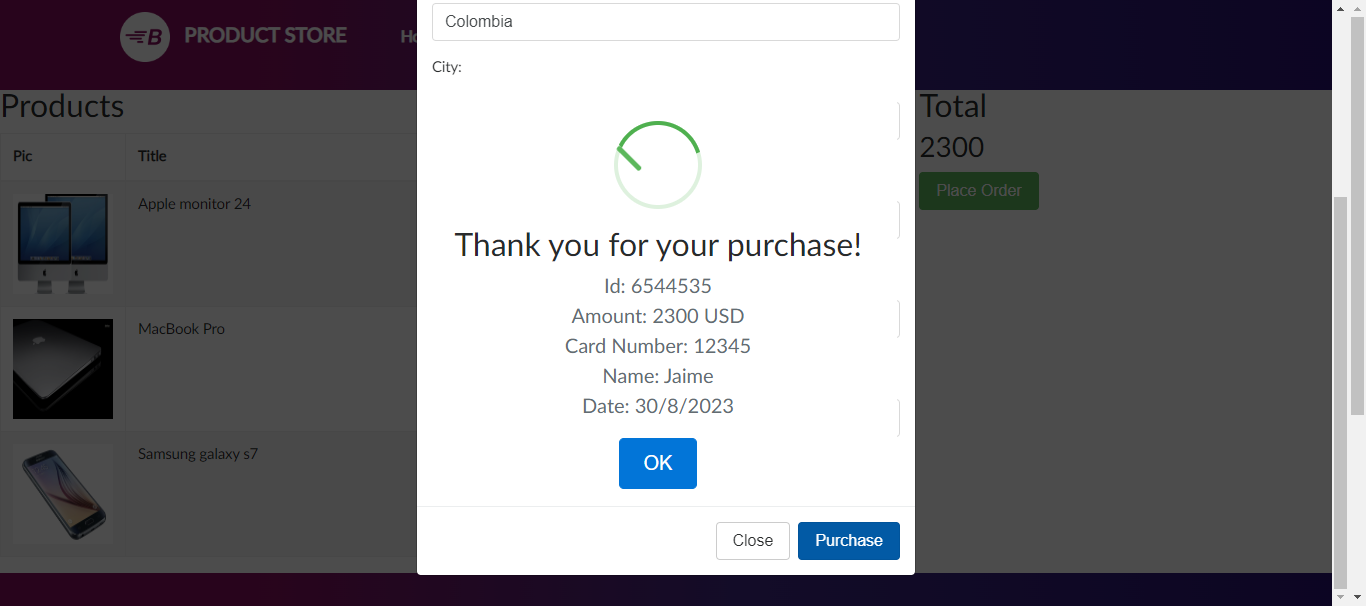 PRODUCT STORE
Colombia
City:
Products
Pic
Title
Apple monitor 24
MacBook Pro
Samsung galaxy s7
Total
2300
Place Order
Thank you for your purchase!
Id: 6544535
Amount: 2300 USD
Card Number: 12345
Name: Jaime
Date: 30/8/2023
OK
Close
Purchase